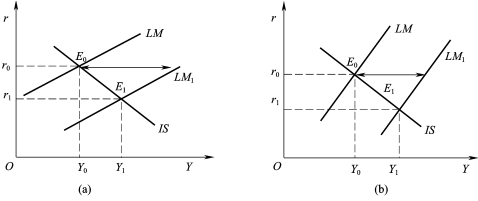 r
LM
E₀
r₀
LM₁
E₁
r₁
IS
O
Y₀
Y₁
Y
(a)
r
LM
E₀
r₀
LM₁
E₁
r₁
IS
O
Y₀
Y₁
Y
(b)